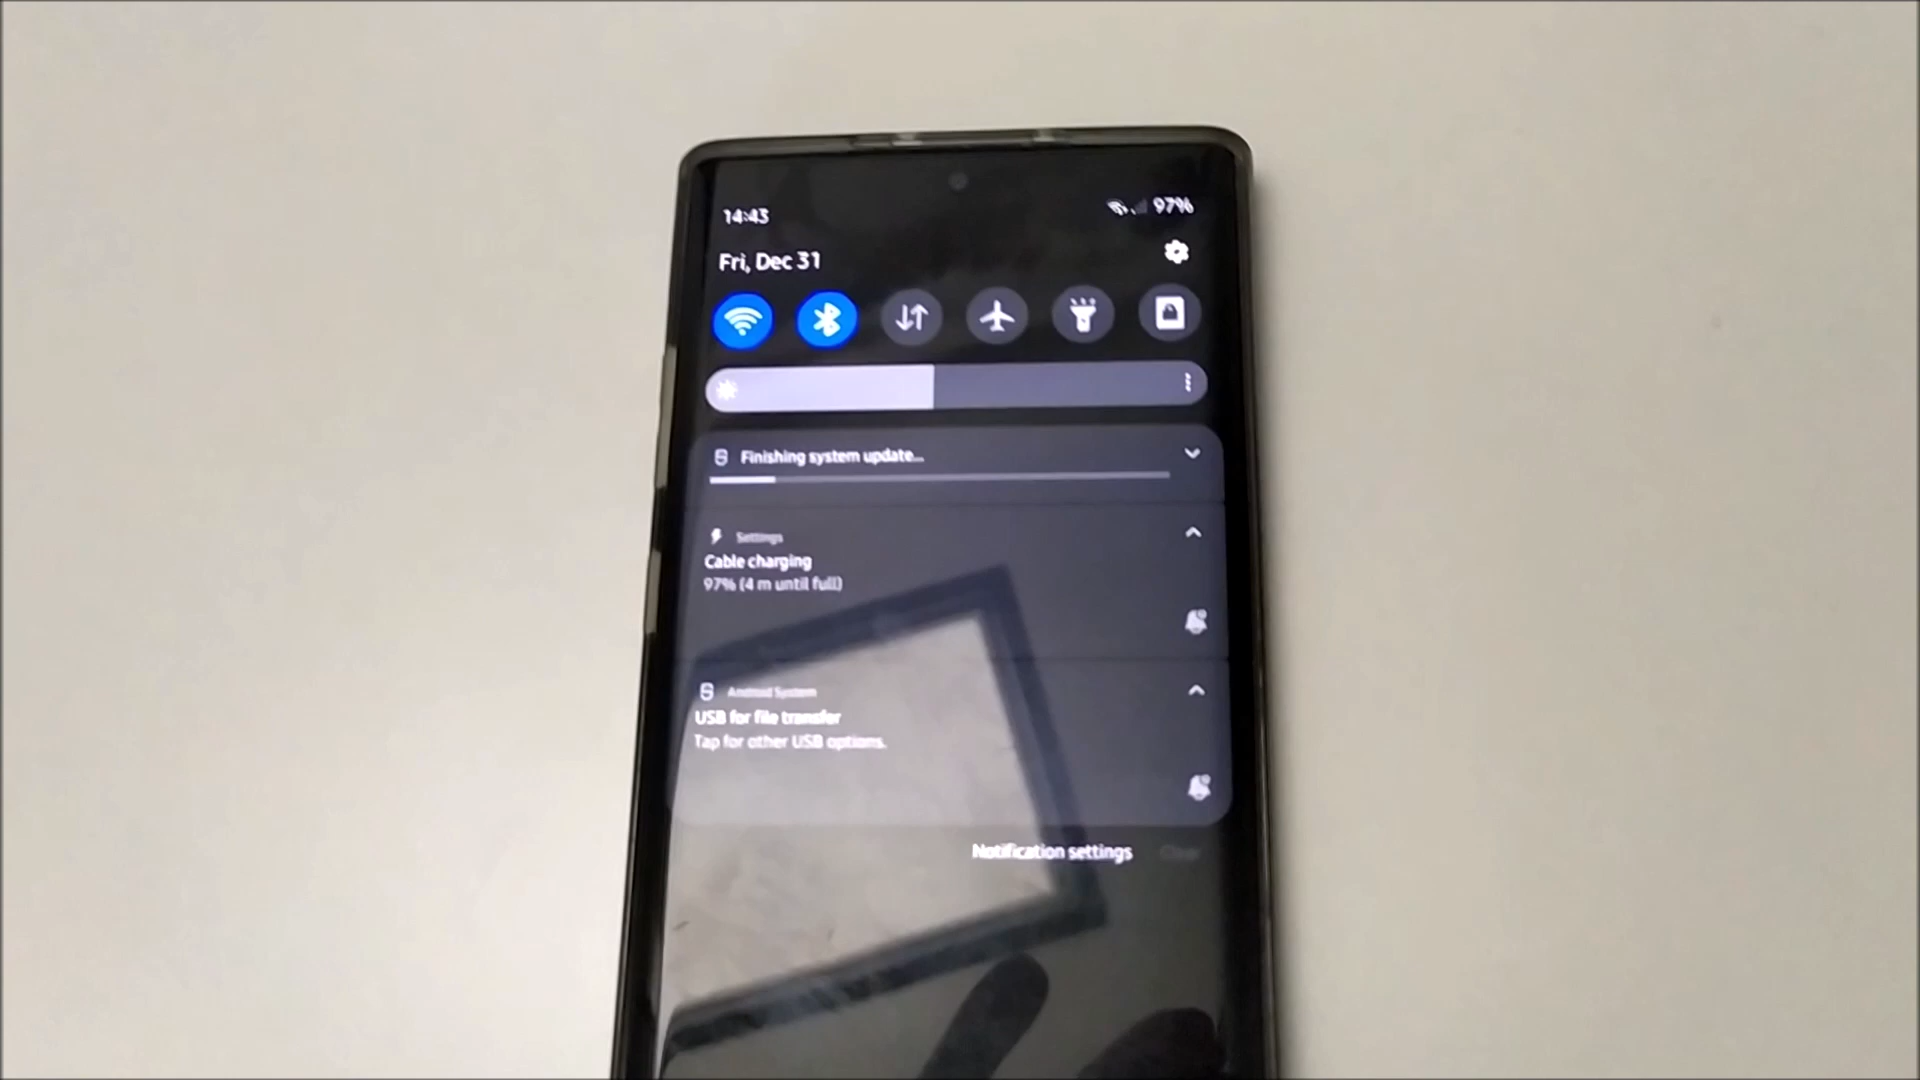 14:43
97%
Fri, Dec 31
Finishing system update...
Settings
Cable charging
97% (4 m until full)
Android System
USB for file transfer
Tap for other USB options.
Notification settings
Clear